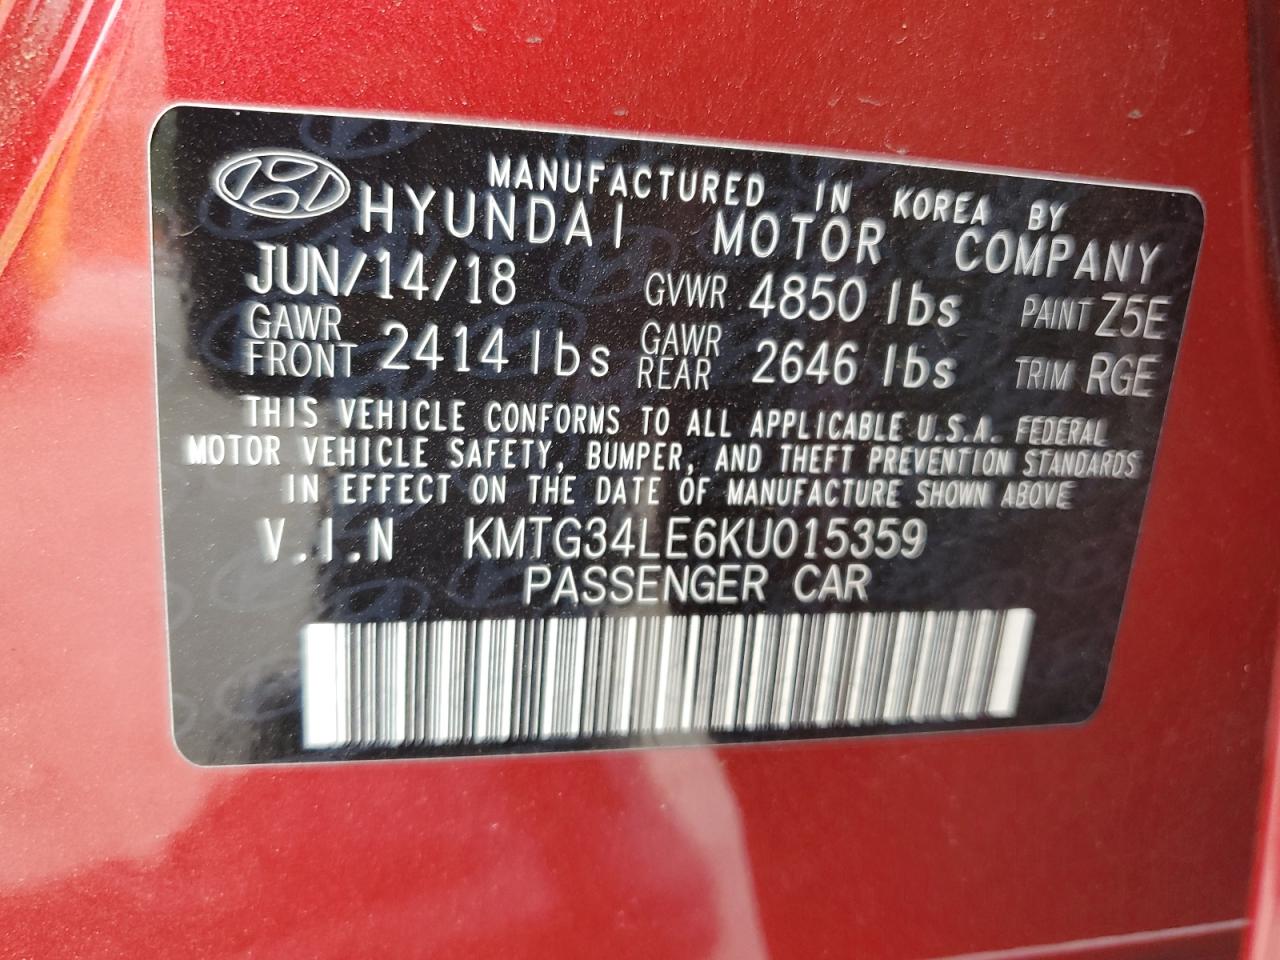 MANUFACTURED IN KOREA BY
HYUNDAI MOTOR COMPANY
JUN/14/18 GVWR 4850 lbs PAINT Z5E
GAWR FRONT 2414 lbs GAWR REAR 2646 lbs TRIM RGE
THIS VEHICLE CONFORMS TO ALL APPLICABLE U.S.A. FEDERAL
MOTOR VEHICLE SAFETY, BUMPER, AND THEFT PREVENTION STANDARDS
IN EFFECT ON THE DATE OF MANUFACTURE SHOWN ABOVE
V.I.N KMTG34LE6KU015359
PASSENGER CAR